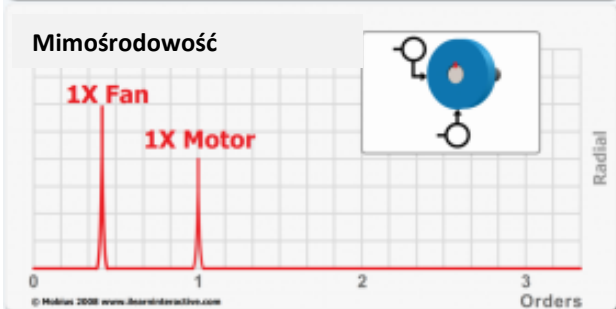 Mimośrodowość
1X Fan
1X Motor
Radial
0 1 2 3
© Mobius 2008 www.ilearninteractive.com
Orders